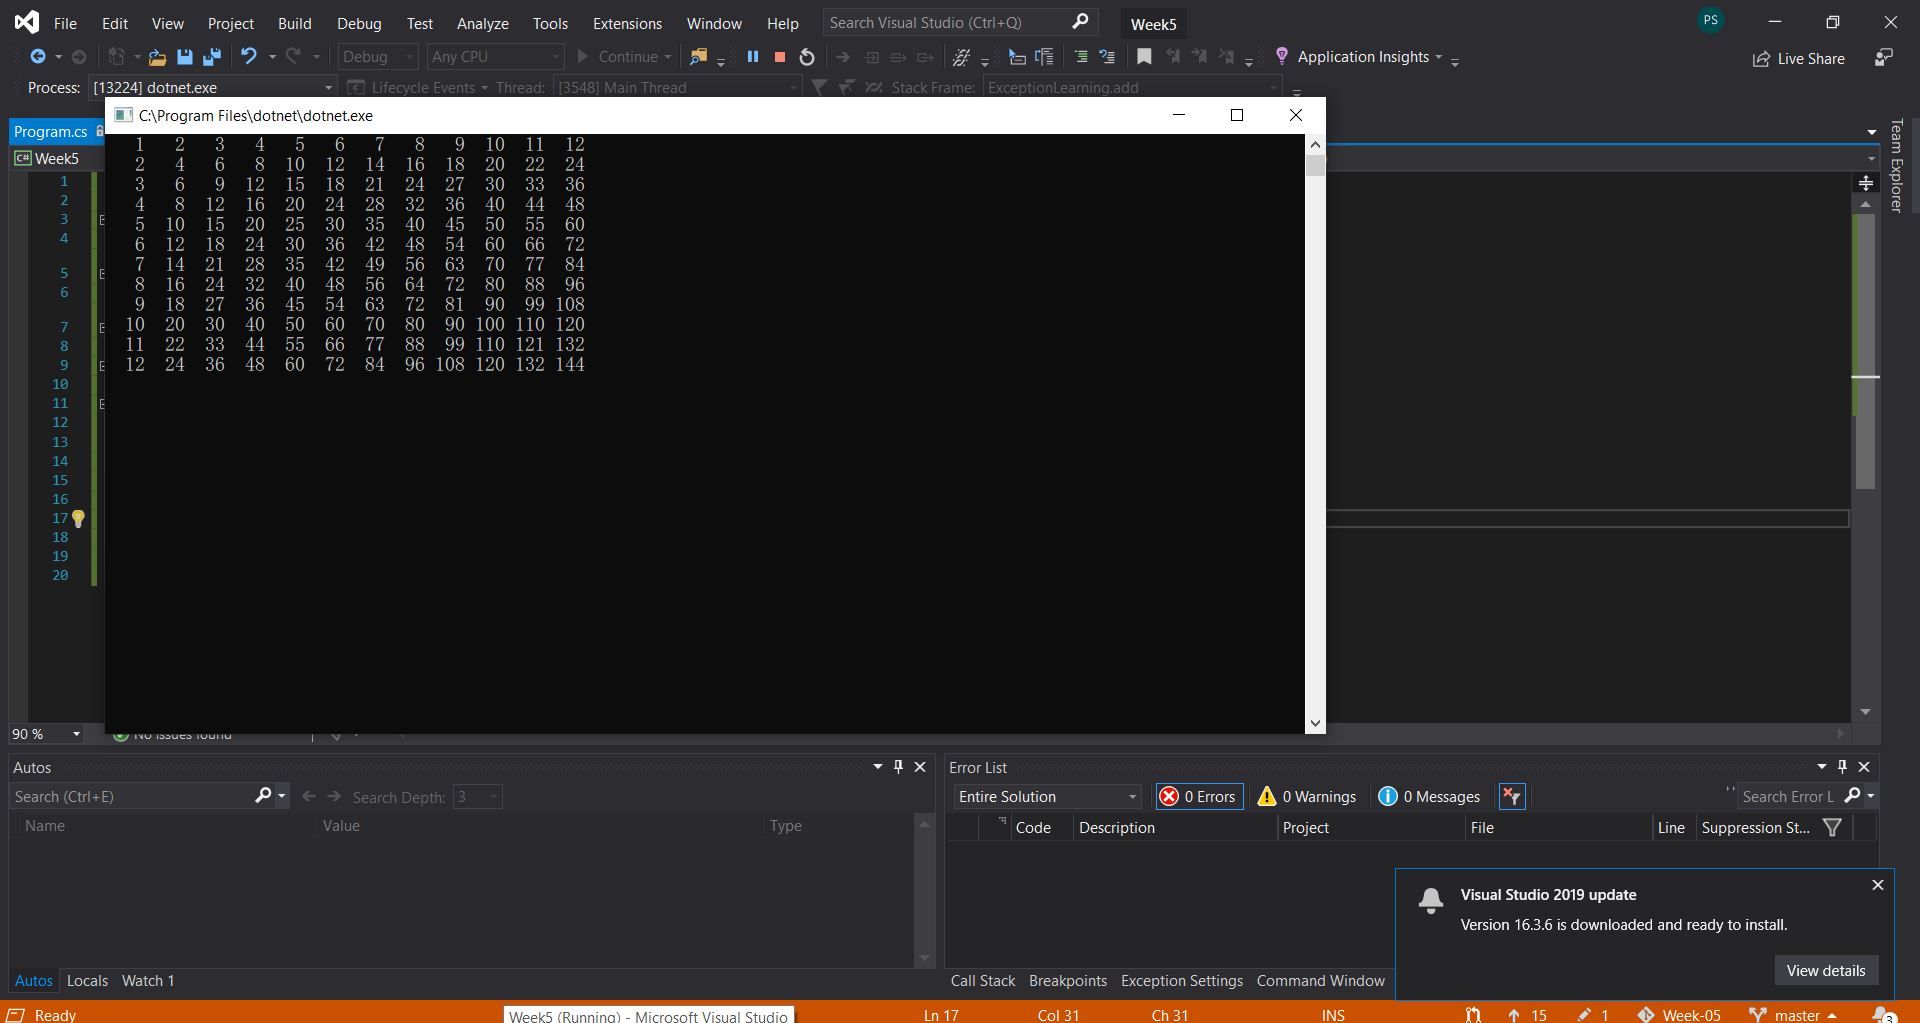 File Edit View Project Build Debug Test Analyze Tools Extensions Window Help Search Visual Studio (Ctrl+Q) Week5 PS
Debug Any CPU Continue Application Insights Live Share
Process: [13224] dotnet.exe Lifecycle Events Thread: [3548] Main Thread Stack Frame: ExceptionLearning.add
C:\Program Files\dotnet\dotnet.exe
Program.cs
C# Week5
Team Explorer
1 2 3 4 5 6 7 8 9 10 11 12
2 4 6 8 10 12 14 16 18 20 22 24
3 6 9 12 15 18 21 24 27 30 33 36
4 8 12 16 20 24 28 32 36 40 44 48
5 10 15 20 25 30 35 40 45 50 55 60
6 12 18 24 30 36 42 48 54 60 66 72
7 14 21 28 35 42 49 56 63 70 77 84
8 16 24 32 40 48 56 64 72 80 88 96
9 18 27 36 45 54 63 72 81 90 99 108
10 20 30 40 50 60 70 80 90 100 110 120
11 22 33 44 55 66 77 88 99 110 121 132
12 24 36 48 60 72 84 96 108 120 132 144
1
2
3
4
5
6
7
8
9
10
11
12
13
14
15
16
17
18
19
20
90 % No issues found
Autos
Search (Ctrl+E) Search Depth: 3
Name Value Type
Autos Locals Watch 1
Error List
Entire Solution 0 Errors 0 Warnings 0 Messages Search Error L
Code Description Project File Line Suppression St...
Visual Studio 2019 update
Version 16.3.6 is downloaded and ready to install.
View details
Call Stack Breakpoints Exception Settings Command Window
Ready Week5 (Running) - Microsoft Visual Studio Ln 17 Col 31 Ch 31 INS 15 1 Week-05 master 3